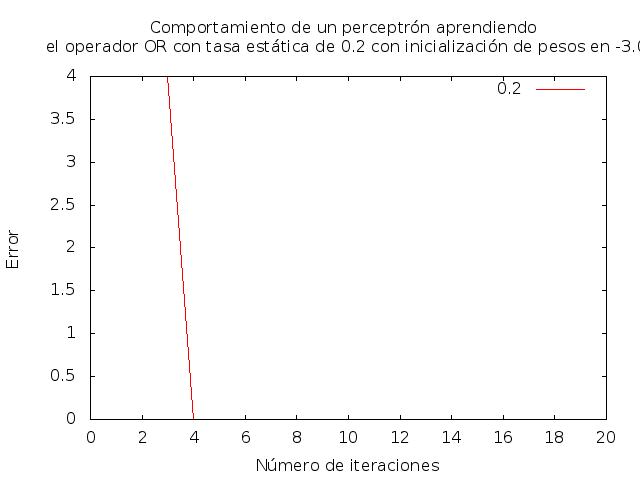 Comportamiento de un perceptrón aprendiendo
el operador OR con tasa estática de 0.2 con inicialización de pesos en -3.0
0.2
4
3.5
3
2.5
2
1.5
1
0.5
0
Error
0 2 4 6 8 10 12 14 16 18 20
Número de iteraciones